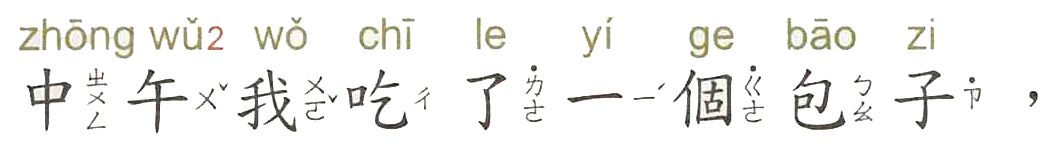 zhōng wǔ2 wǒ chī le yí ge bāo zi
中ㄓㄨㄥ午ㄨˇ我ㄨㄛˇ吃ㄔ了˙ㄌㄜ一ㄧˊ個˙ㄍㄜ包ㄅㄠ子˙ㄗ，